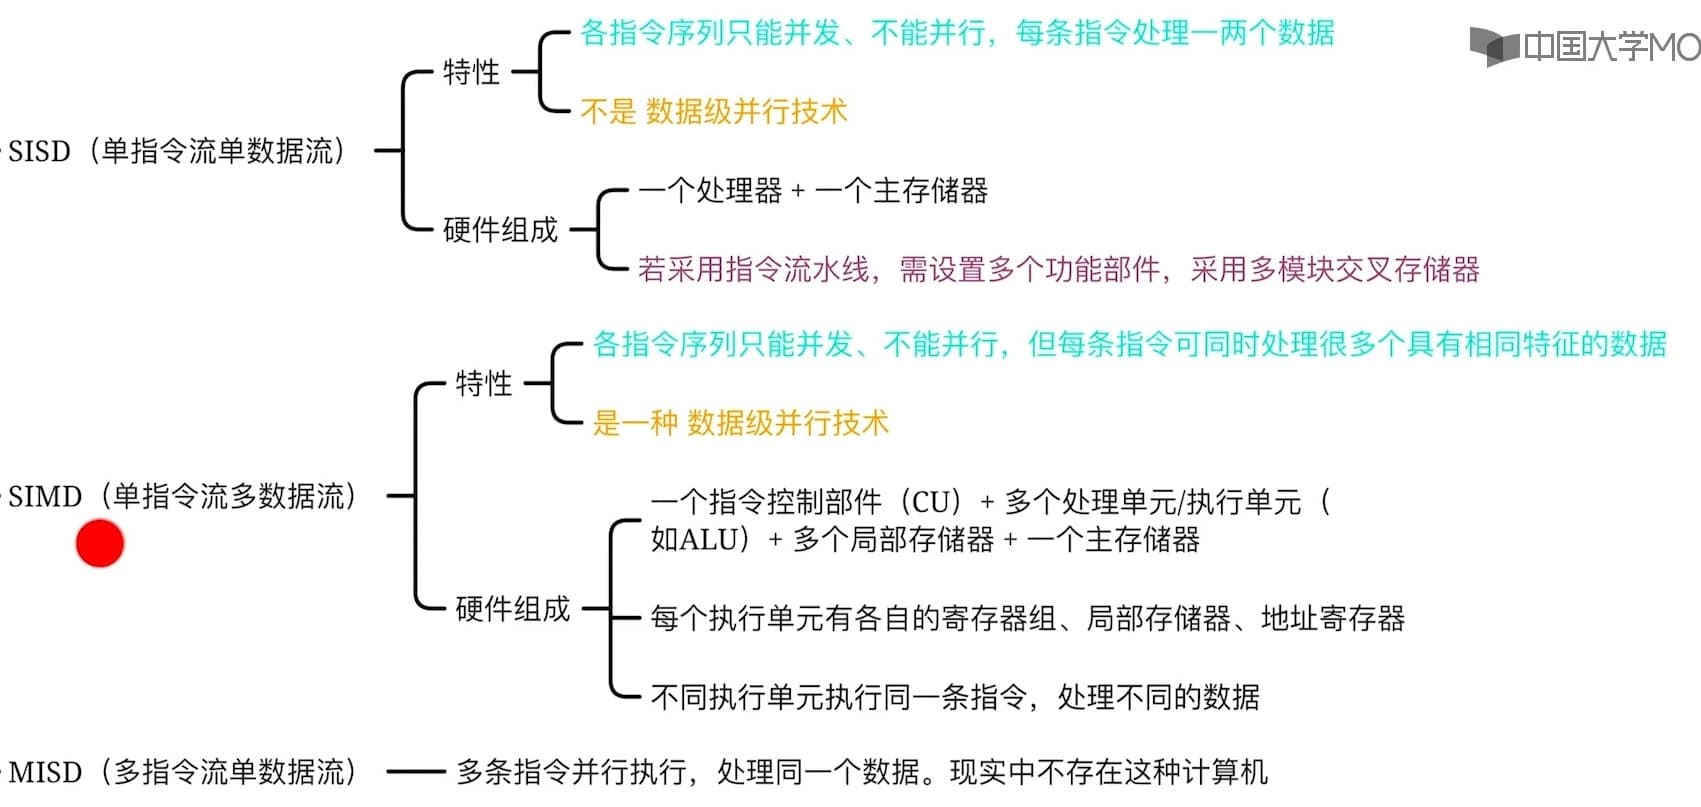 各指令序列只能并发、不能并行，每条指令处理一两个数据
中国大学MO
特性
不是 数据级并行技术
SISD（单指令流单数据流）
一个处理器 + 一个主存储器
硬件组成
若采用指令流水线，需设置多个功能部件，采用多模块交叉存储器
各指令序列只能并发、不能并行，但每条指令可同时处理很多个具有相同特征的数据
特性
是一种 数据级并行技术
SIMD（单指令流多数据流）
一个指令控制部件（CU）+ 多个处理单元/执行单元（
如ALU）+ 多个局部存储器 + 一个主存储器
硬件组成
每个执行单元有各自的寄存器组、局部存储器、地址寄存器
不同执行单元执行同一条指令，处理不同的数据
MISD（多指令流单数据流）
多条指令并行执行，处理同一个数据。现实中不存在这种计算机